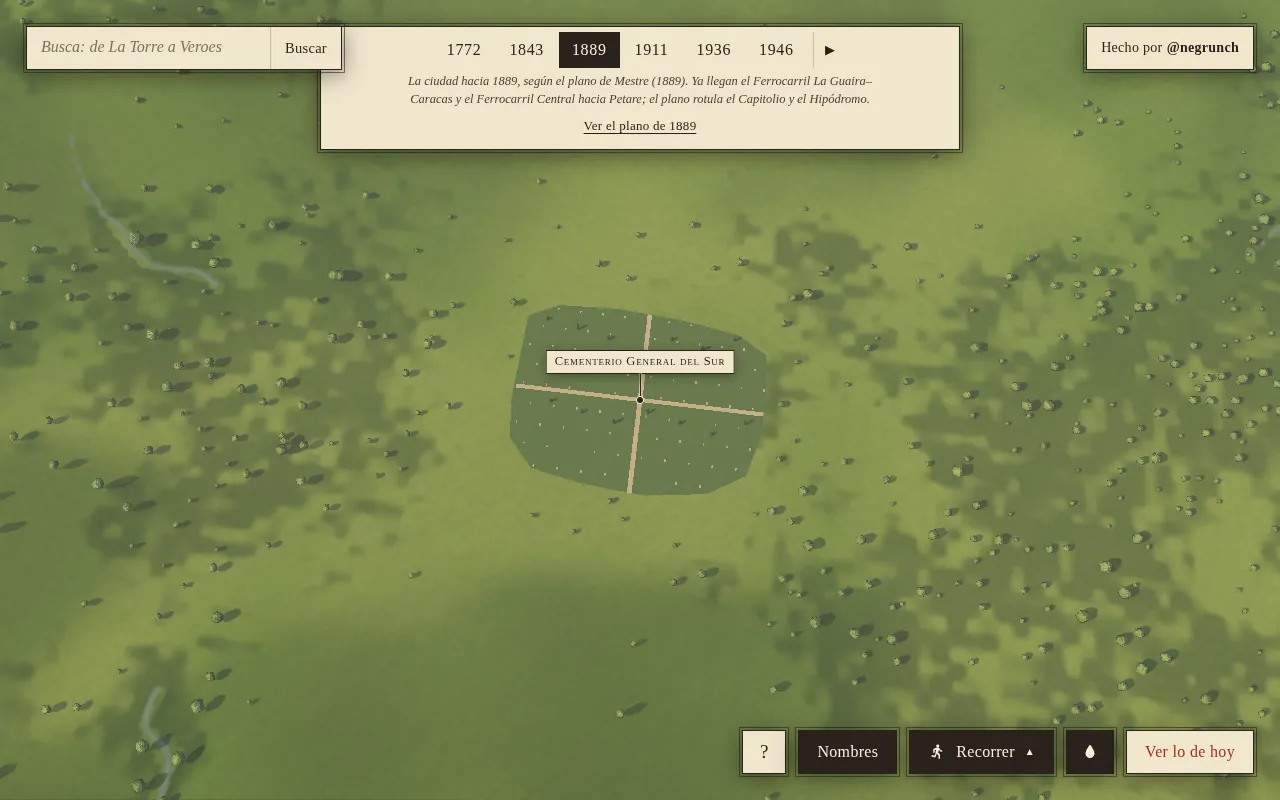 Busca: de La Torre a Veroes
Buscar
1772 1843 1889 1911 1936 1946
La ciudad hacia 1889, según el plano de Mestre (1889). Ya llegan el Ferrocarril La Guaira–
Caracas y el Ferrocarril Central hacia Petare; el plano rotula el Capitolio y el Hipódromo.
Ver el plano de 1889
Hecho por @negrunch
Cementerio General del Sur
?
Nombres
Recorrer
Ver lo de hoy